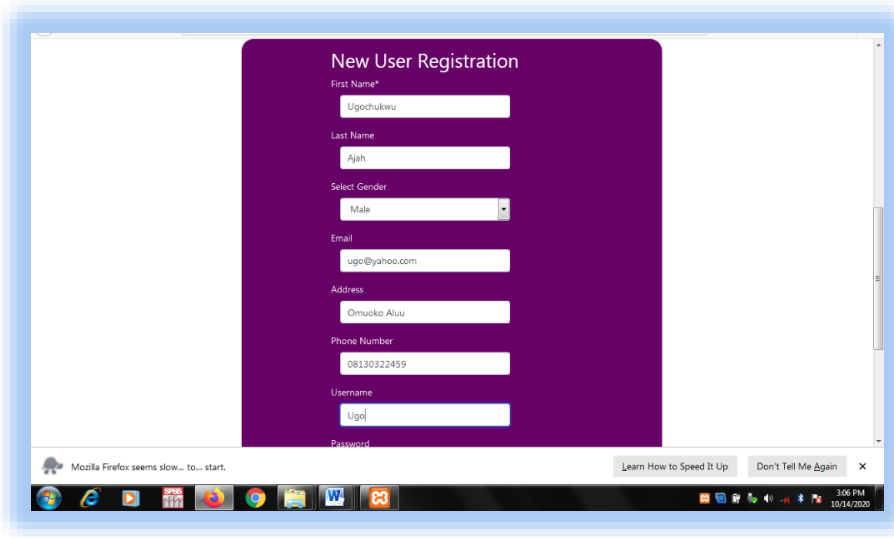 New User Registration
First Name*
Ugochukwu
Last Name
Ajah
Select Gender
Male
Email
ugo@yahoo.com
Address
Omuoko Aluu
Phone Number
08130322459
Username
Ugo
Password
Mozilla Firefox seems slow... to... start.
Learn How to Speed It Up
Don't Tell Me Again
SPSS
3:06 PM
10/14/2020